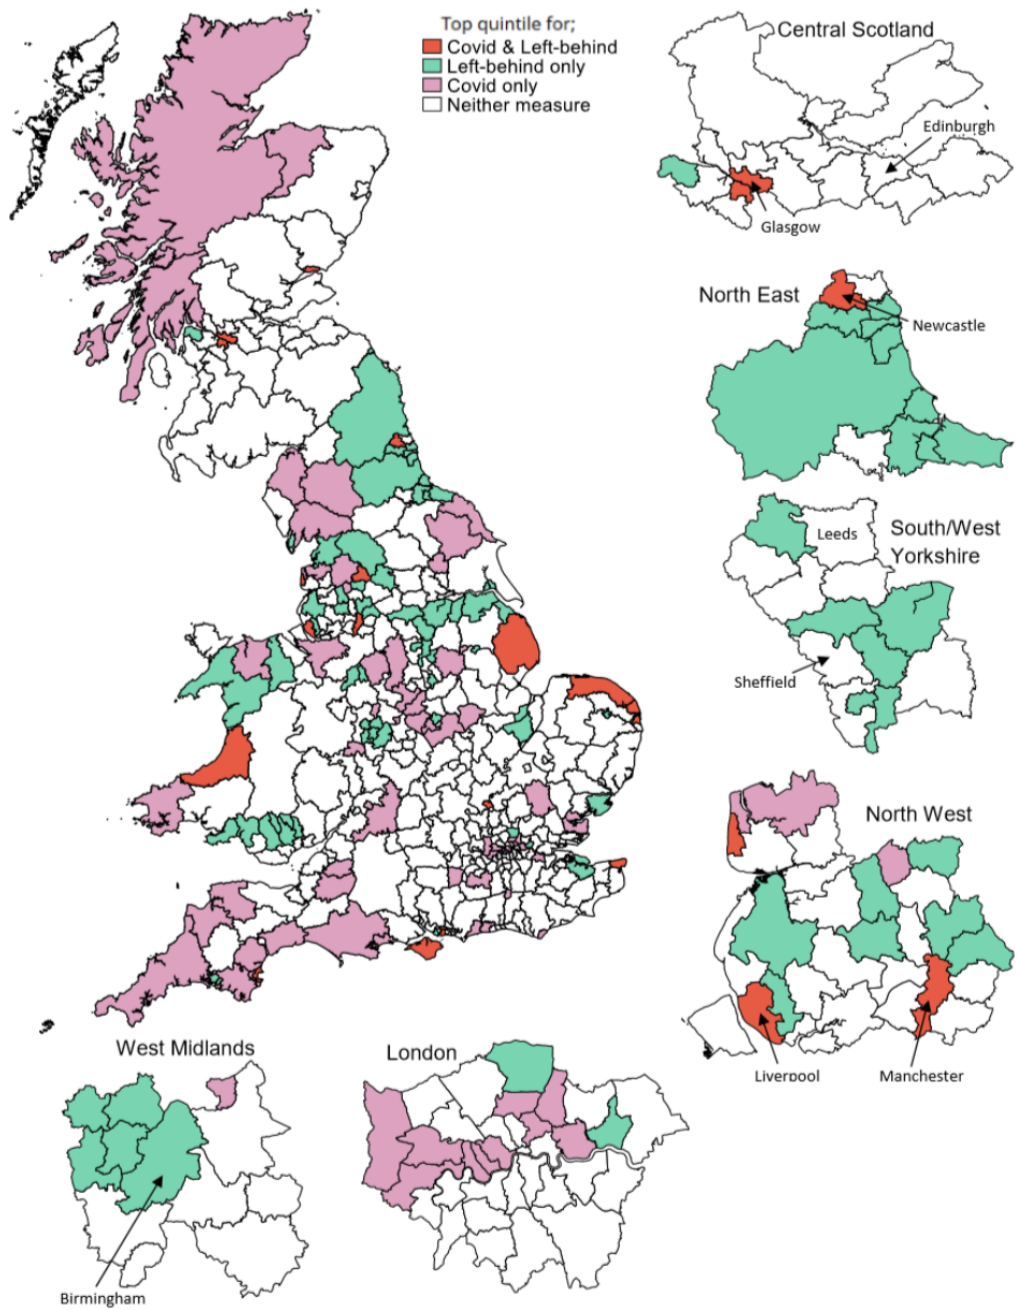 Top quintile for;
Covid & Left-behind
Left-behind only
Covid only
Neither measure
Central Scotland
Edinburgh
Glasgow
North East
Newcastle
Leeds
South/West
Yorkshire
Sheffield
North West
Liverpool
Manchester
West Midlands
Birmingham
London